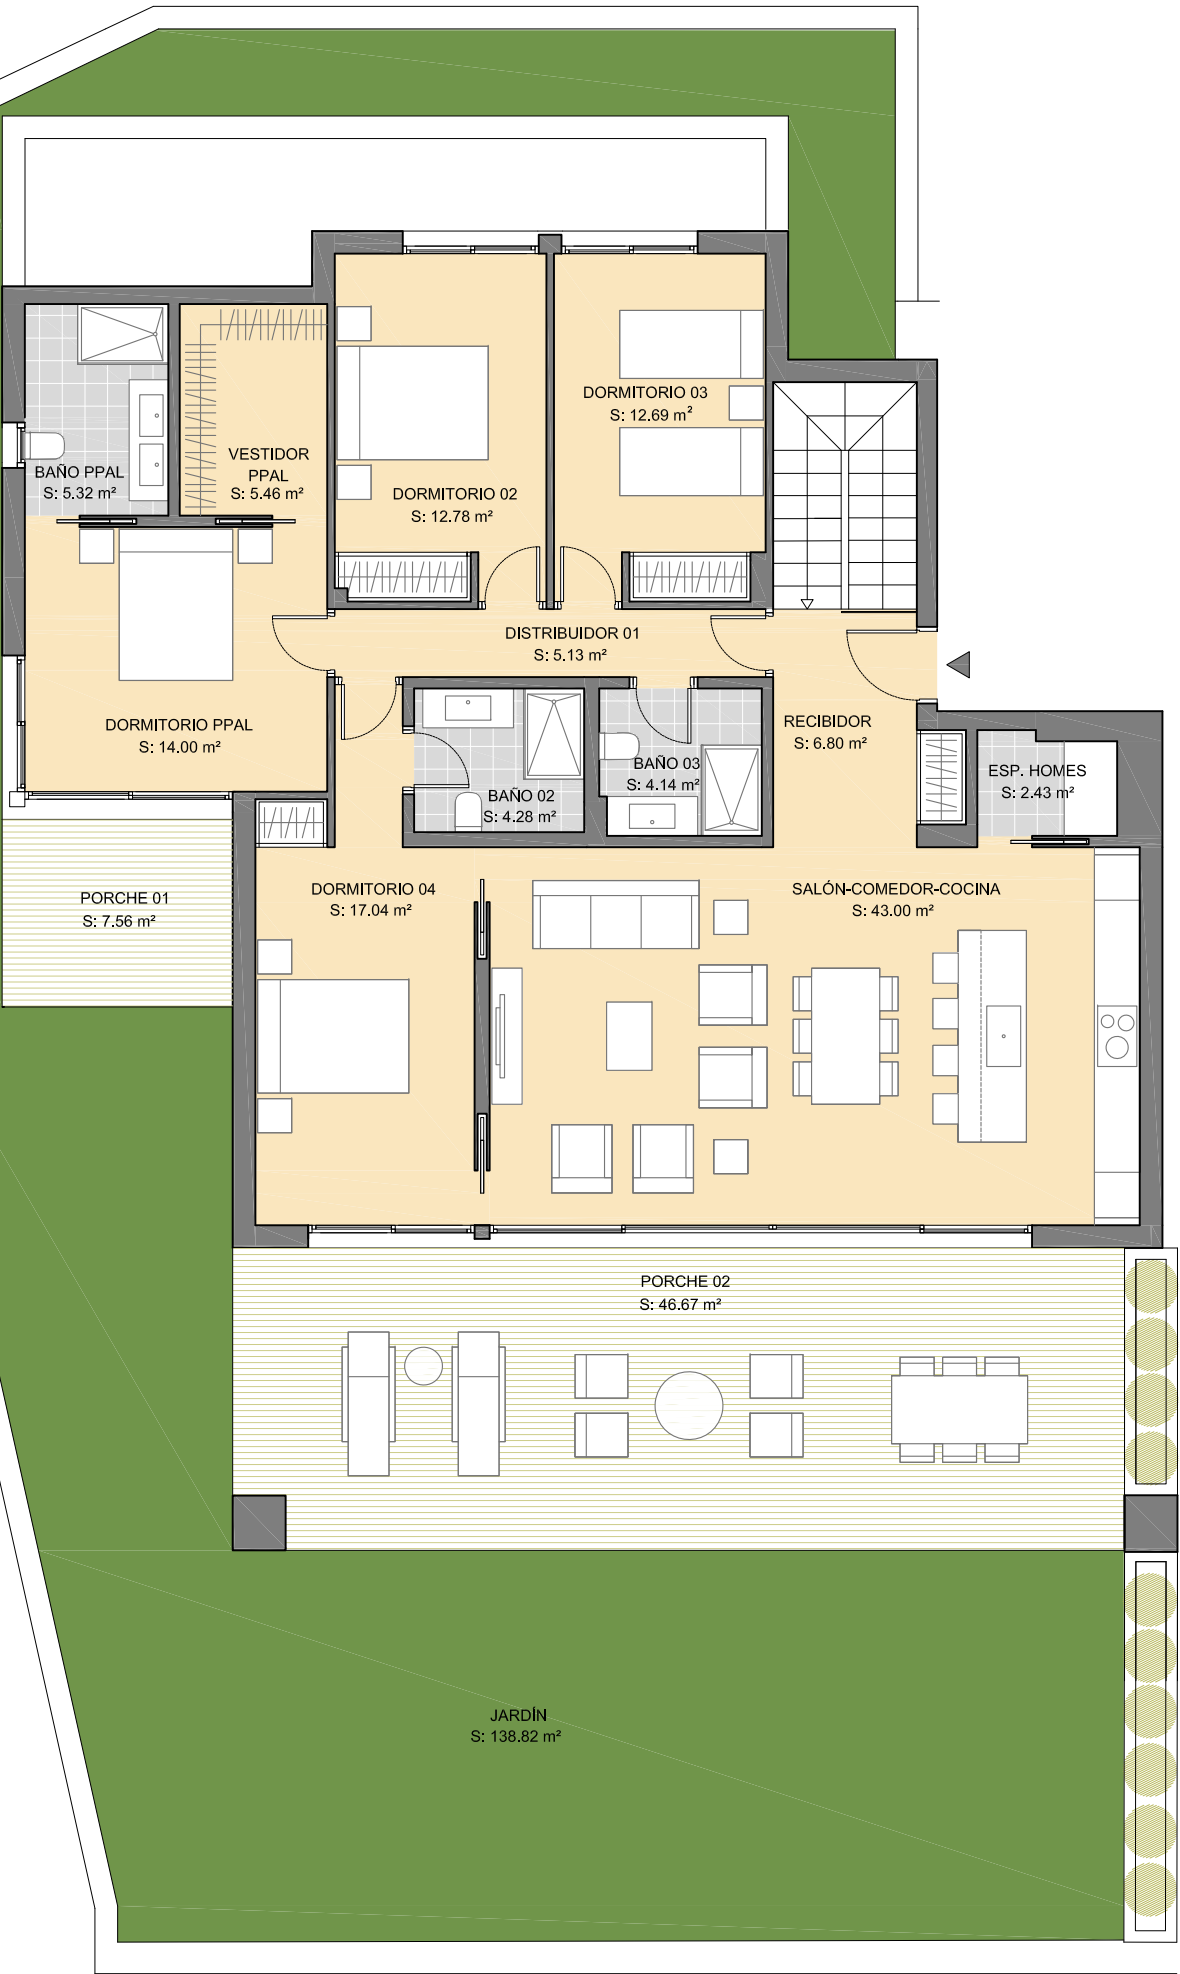 DORMITORIO 03
S: 12.69 m²
BAÑO PPAL
S: 5.32 m²
VESTIDOR
PPAL
S: 5.46 m²
DORMITORIO 02
S: 12.78 m²
DISTRIBUIDOR 01
S: 5.13 m²
DORMITORIO PPAL
S: 14.00 m²
RECIBIDOR
S: 6.80 m²
BAÑO 03
S: 4.14 m²
ESP. HOMES
S: 2.43 m²
BAÑO 02
S: 4.28 m²
PORCHE 01
S: 7.56 m²
DORMITORIO 04
S: 17.04 m²
SALÓN-COMEDOR-COCINA
S: 43.00 m²
PORCHE 02
S: 46.67 m²
JARDÍN
S: 138.82 m²